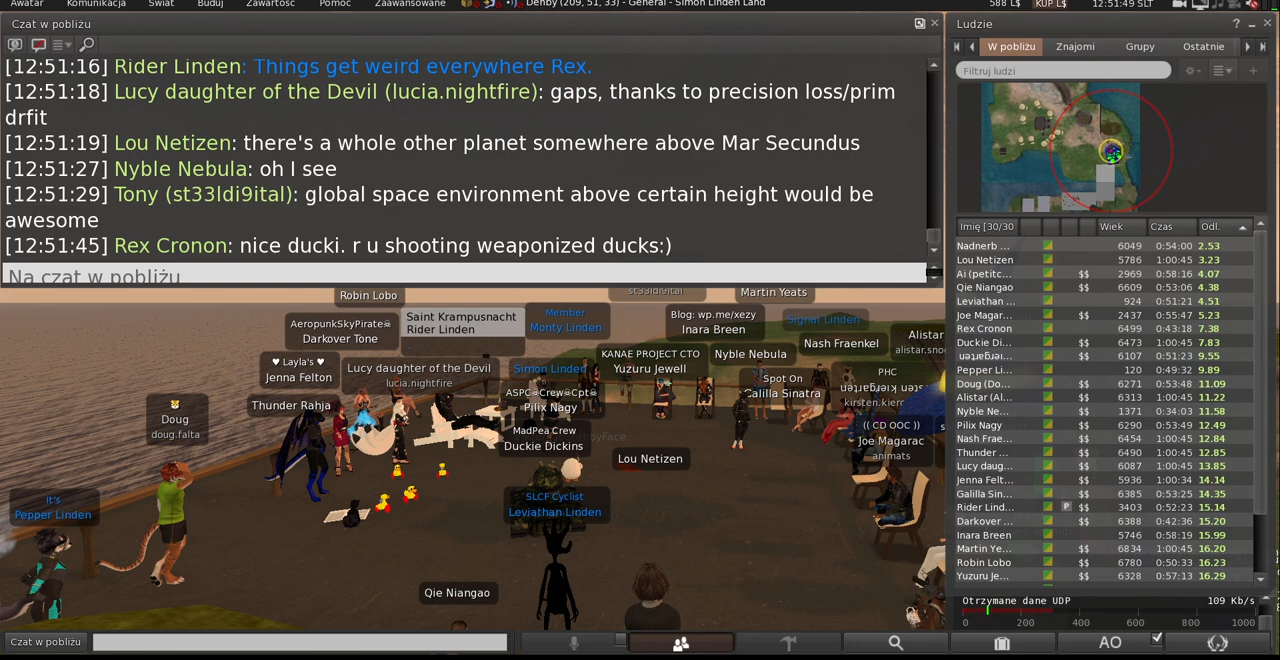 Awatar Komunikacja Świat Buduj Zawartość Pomoc Zaawansowane Denby (209, 51, 33) - General - Simon Linden Land 588 L$ KUP L$ 12:51:49 SLT
Czat w pobliżu
[12:51:16] Rider Linden: Things get weird everywhere Rex.
[12:51:18] Lucy daughter of the Devil (lucia.nightfire): gaps, thanks to precision loss/prim
drfit
[12:51:19] Lou Netizen: there's a whole other planet somewhere above Mar Secundus
[12:51:27] Nyble Nebula: oh I see
[12:51:29] Tony (st33ldi9ital): global space environment above certain height would be
awesome
[12:51:45] Rex Cronon: nice ducki. r u shooting weaponized ducks:)
Na czat w pobliżu
st33ldi9ital
Robin Lobo
Martin Yeats
Saint Krampusnacht
Rider Linden
Member
Monty Linden
Blog: wp.me/xezy
Inara Breen
Signal Linden
AeropunkSkyPirate☠
Darkover Tone
Nash Fraenkel
Alistar
alistar.sno
♥ Layla's ♥
Jenna Felton
Lucy daughter of the Devil
lucia.nightfire
Simon Linden
KANAE PROJECT CTO
Yuzuru Jewell
Nyble Nebula
Spot On
Galilla Sinatra
PHC
kirsten.kierr
ASPC☠Crew☠Cpt☠
Pilix Nagy
Thunder Rahja
Doug
doug.falta
MadPea Crew
Duckie Dickins
(( CD OOC ))
Joe Magarac
animats
Lou Netizen
It's
Pepper Linden
SLCF Cyclist
Leviathan Linden
Qie Niangao
Czat w pobliżu
AO
Ludzie
? _ ×
W pobliżu Znajomi Grupy Ostatnie
Filtruj ludzi
Imię [30/30 Wiek Czas Odl.
Nadnerb ... 6049 0:54:00 2.53
Lou Netizen 5786 1:00:45 3.23
Ai (petitc... $$ 2969 0:58:16 4.07
Qie Niangao $$ 6609 0:53:06 4.38
Leviathan ... 924 0:51:21 4.51
Joe Magar... $$ 2437 0:55:47 5.23
Rex Cronon 6499 0:43:18 7.38
Duckie Di... 6473 0:42:36 7.83
$$ 6107 0:51:23 9.55
Pepper Li... 120 0:49:32 9.89
Doug (Do... $$ 6271 0:53:48 11.09
Alistar (Al... $$ 6313 1:00:45 11.22
Nyble Ne... $$ 1371 0:34:03 11.58
Pilix Nagy $$ 6290 0:53:49 12.49
Nash Frae... $$ 6454 1:00:45 12.84
Thunder ... $$ 6490 1:00:45 12.85
Lucy daug... $$ 6087 1:00:45 13.85
Jenna Felt... $$ 5936 1:00:34 14.14
Galilla Sin... $$ 6385 0:53:25 14.35
Rider Lind... P $$ 3403 0:52:23 15.14
Darkover ... $$ 6388 0:42:36 15.20
Inara Breen 5746 0:58:19 15.99
Martin Ye... $$ 6834 1:00:45 16.20
Robin Lobo $$ 6780 0:50:33 16.23
Yuzuru Je... $$ 6328 0:57:13 16.29
Otrzymane dane UDP 109 Kb/s
0 200 400 600 800 1000